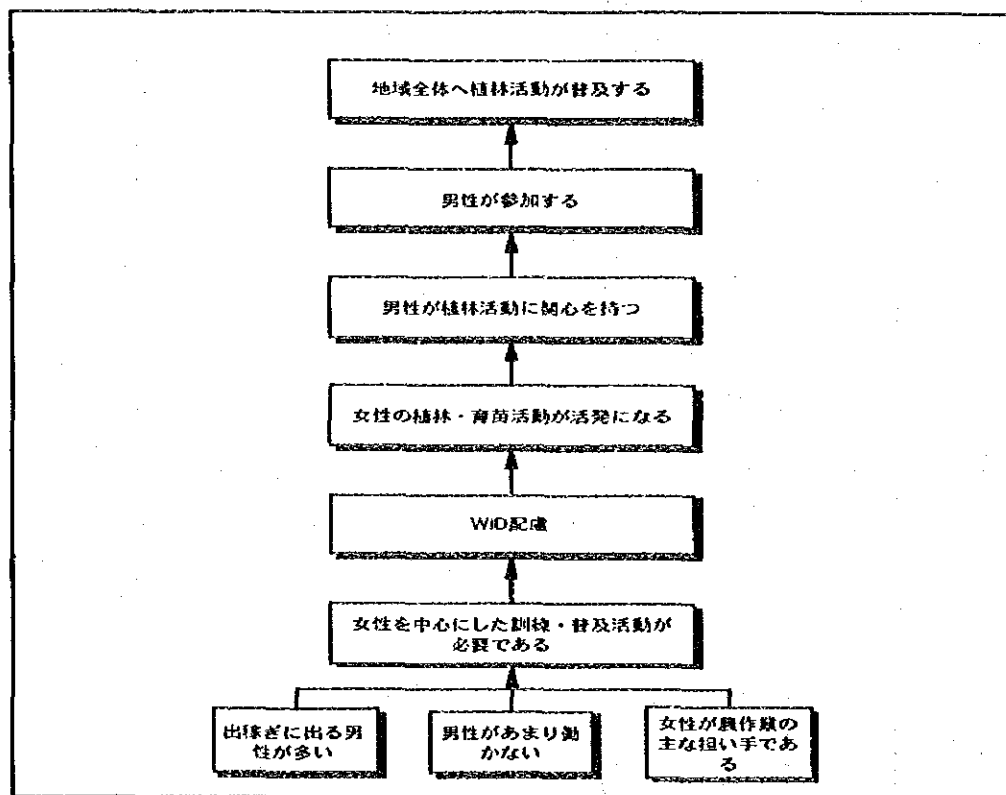 地域全体へ植林活動が普及する
男性が参加する
男性が植林活動に関心を持つ
女性の植林・育苗活動が活発になる
WID配慮
女性を中心にした訓練・普及活動が
必要である
出稼ぎに出る男
性が多い
男性があまり働
かない
女性が農作業の
主な担い手であ
る